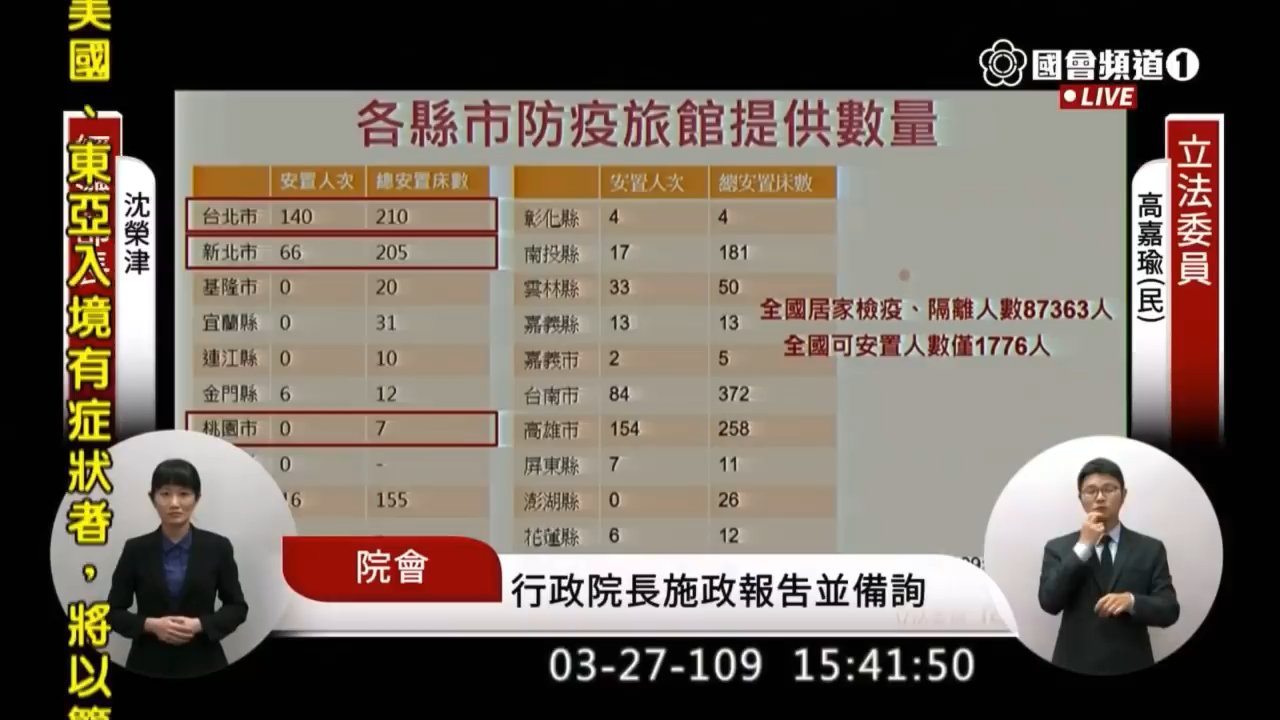 國會頻道1
LIVE
美國、東亞入境有症狀者，將以
沈榮津
立法委員
高嘉瑜(民)
各縣市防疫旅館提供數量
安置人次 總安置床數
台北市 140 210
新北市 66 205
基隆市 0 20
宜蘭縣 0 31
連江縣 0 10
金門縣 6 12
桃園市 0 7
0 -
16 155
安置人次 總安置床數
彰化縣 4 4
南投縣 17 181
雲林縣 33 50
嘉義縣 13 13
嘉義市 2 5
台南市 84 372
高雄市 154 258
屏東縣 7 11
澎湖縣 0 26
花蓮縣 6 12
全國居家檢疫、隔離人數87363人
全國可安置人數僅1776人
院會
行政院長施政報告並備詢
03-27-109 15:41:50